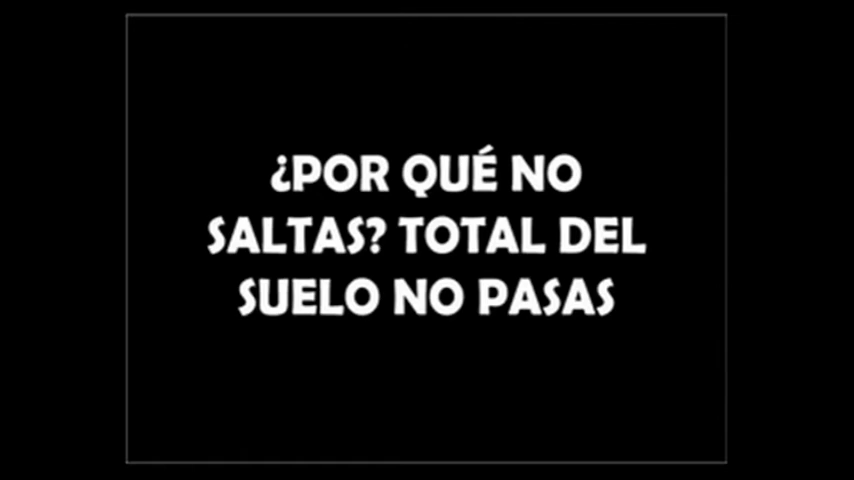 ¿POR QUÉ NO
SALTAS? TOTAL DEL
SUELO NO PASAS